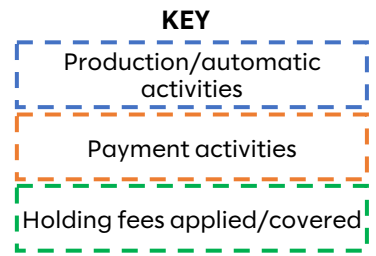 KEY
Production/automatic
activities
Payment activities
Holding fees applied/covered